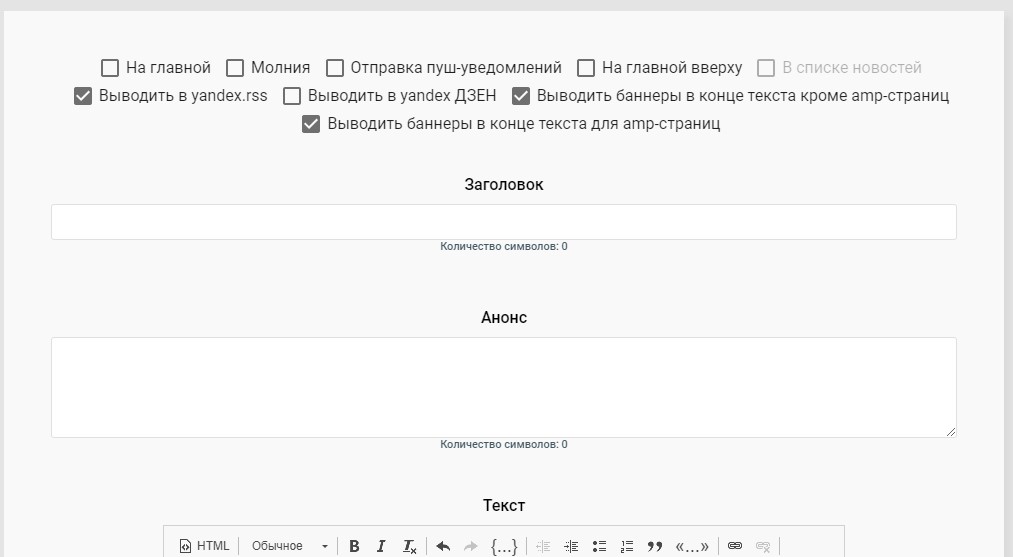 На главной Молния Отправка пуш-уведомлений На главной вверху В списке новостей
Выводить в yandex.rss Выводить в yandex ДЗЕН Выводить баннеры в конце текста кроме amp-страниц
Выводить баннеры в конце текста для amp-страниц
Заголовок
Количество символов: 0
Анонс
Количество символов: 0
Текст
HTML Обычное B I Tx {...} «...»